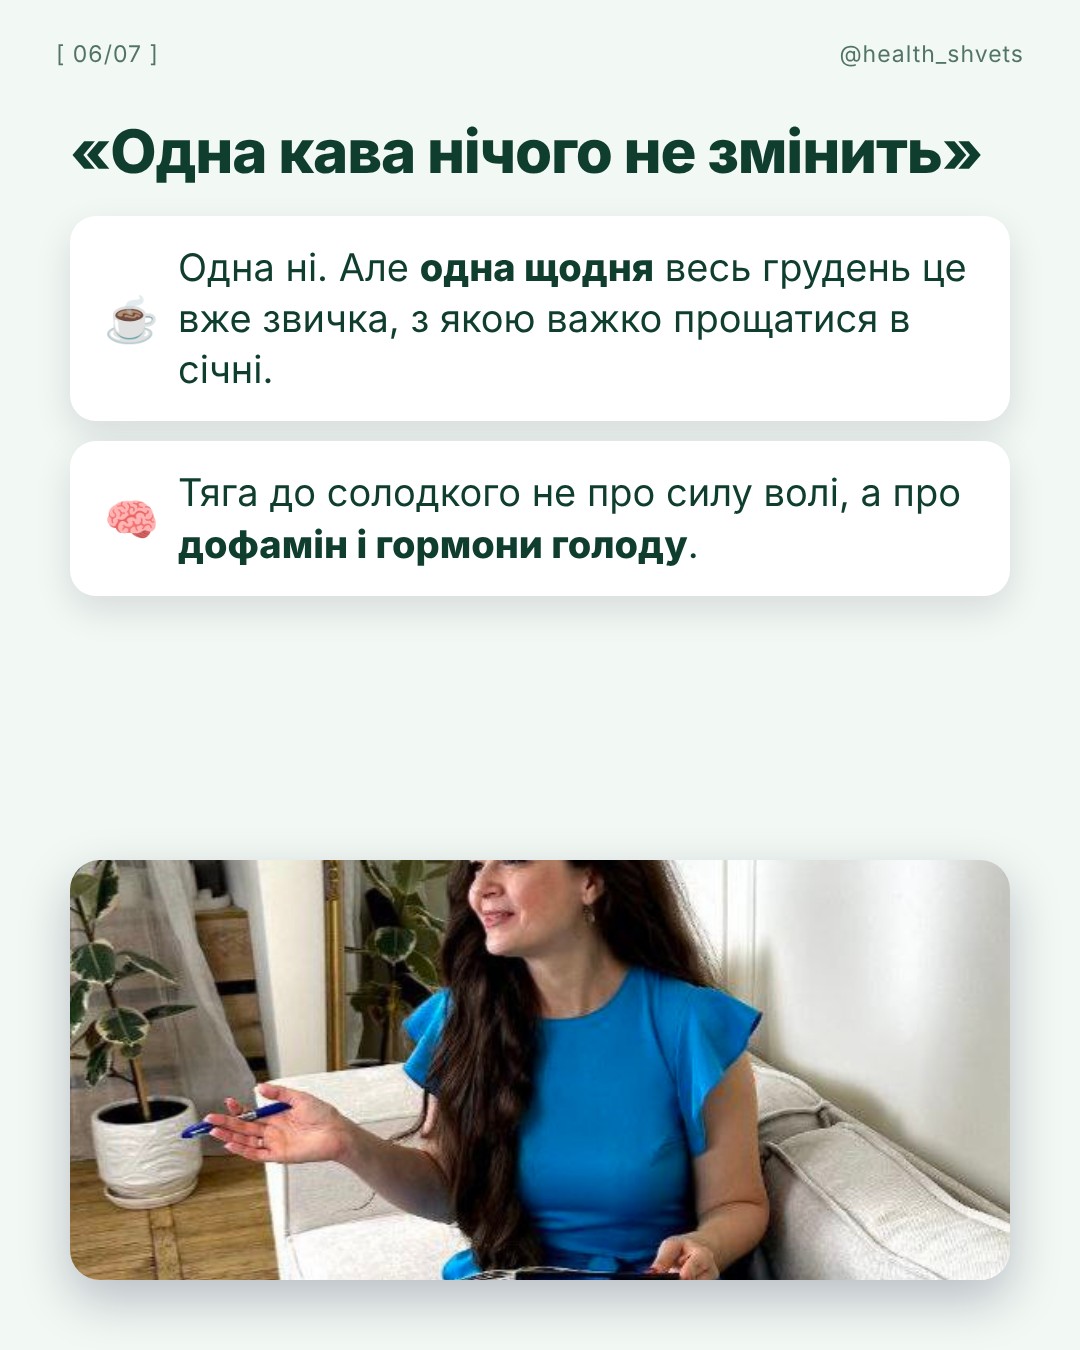 [ 06/07 ]
@health_shvets
«Одна кава нічого не змінить»
Одна ні. Але одна щодня весь грудень це
вже звичка, з якою важко прощатися в
січні.
Тяга до солодкого не про силу волі, а про
дофамін і гормони голоду.